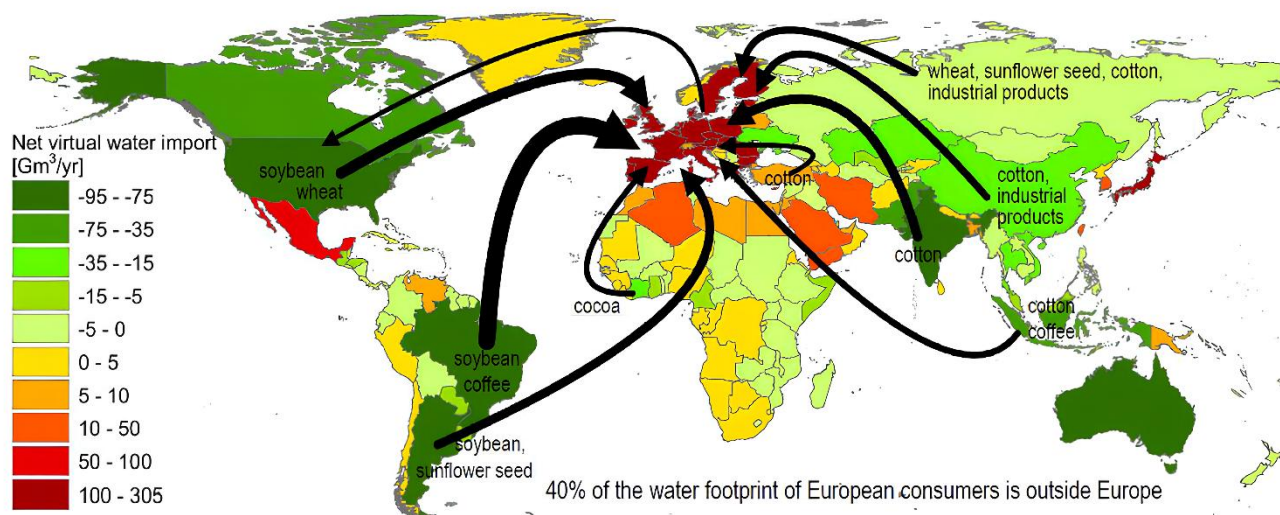 Net virtual water import
[Gm³/yr]
-95 - -75
-75 - -35
-35 - -15
-15 - -5
-5 - 0
0 - 5
5 - 10
10 - 50
50 - 100
100 - 305
soybean
wheat
wheat, sunflower seed, cotton,
industrial products
cotton
cotton,
industrial
products
cotton
cocoa
cotton
coffee
soybean,
coffee
soybean,
sunflower seed
40% of the water footprint of European consumers is outside Europe